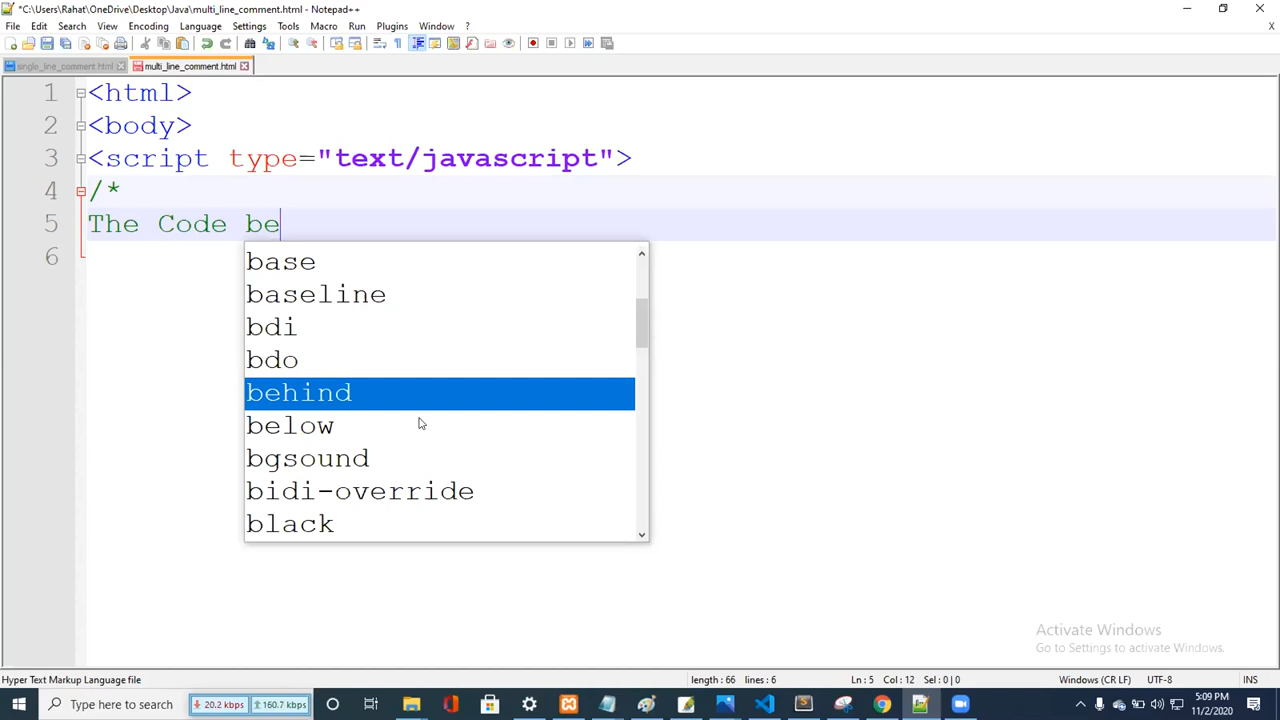 *C:\Users\Rahat\OneDrive\Desktop\Java\multi_line_comment.html - Notepad++
File Edit Search View Encoding Language Settings Tools Macro Run Plugins Window ?
single_line_comment.html multi_line_comment.html
1 <html>
2 <body>
3 <script type="text/javascript">
4 /*
5 The Code be
6
base
baseline
bdi
bdo
behind
below
bgsound
bidi-override
black
Activate Windows
Go to Settings to activate Windows.
Hyper Text Markup Language file length : 66 lines : 6 Ln : 5 Col : 12 Sel : 0 | 0 Windows (CR LF) UTF-8 INS
Type here to search 20.2 kbps 160.7 kbps 5:09 PM
11/2/2020